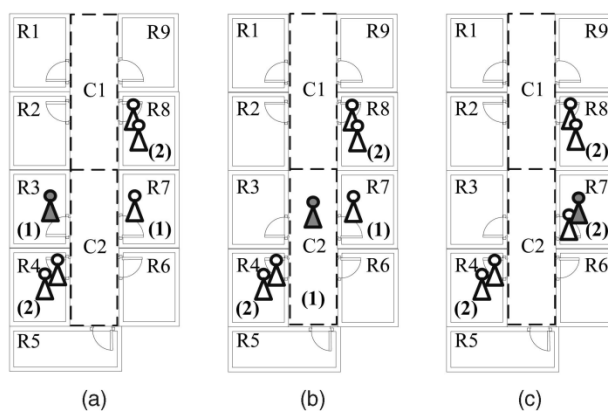 R1 R9 R1 R9 R1 R9
C1 C1 C1
R2 R8 R2 R8 R2 R8
(2) (2) (2)
R3 R7 R3 R7 R3 R7
(1) (1) (1) (2)
C2 C2 C2
R4 R6 R4 R6 R4 R6
(2) (2) (1) (2)
R5 R5 R5
(a) (b) (c)